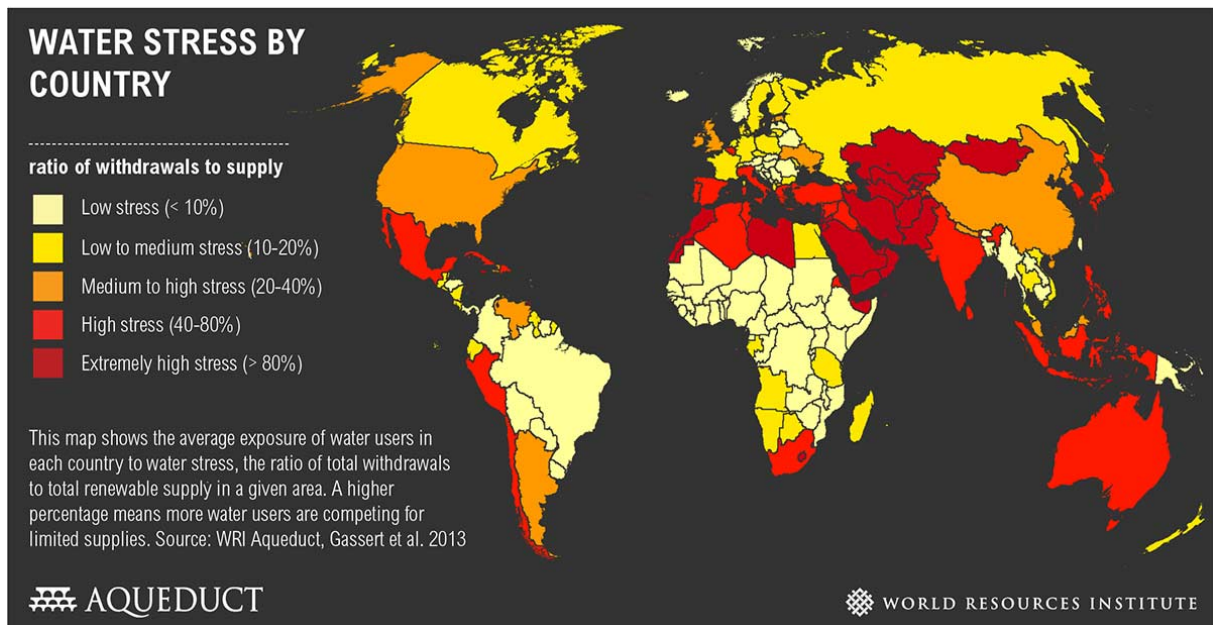 WATER STRESS BY
COUNTRY
ratio of withdrawals to supply
Low stress (< 10%)
Low to medium stress (10-20%)
Medium to high stress (20-40%)
High stress (40-80%)
Extremely high stress (> 80%)
This map shows the average exposure of water users in
each country to water stress, the ratio of total withdrawals
to total renewable supply in a given area. A higher
percentage means more water users are competing for
limited supplies. Source: WRI Aqueduct, Gassert et al. 2013
AQUEDUCT
WORLD RESOURCES INSTITUTE